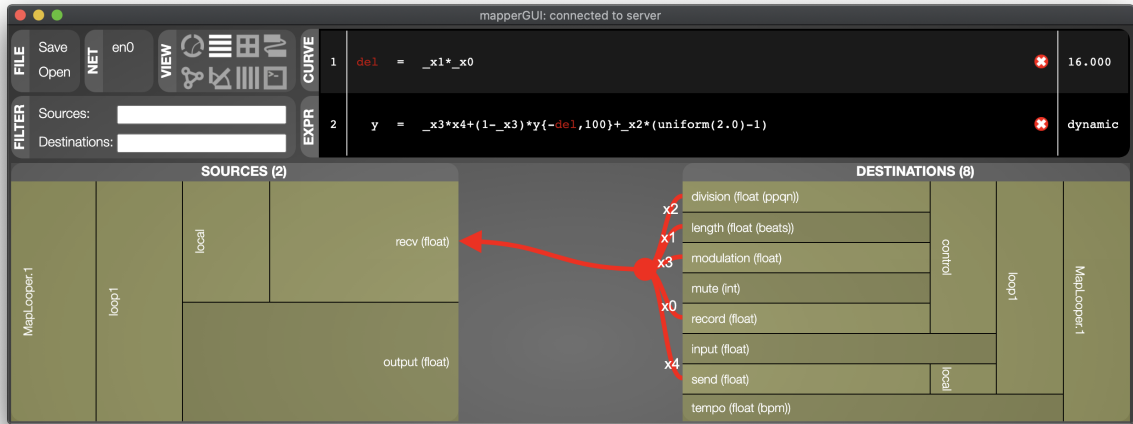 mapperGUI: connected to server
FILE
Save
Open
NET
en0
VIEW
CURVE
1 del = _x1*_x0 16.000
FILTER
Sources:
Destinations:
EXPR
2 y = _x3*x4+(1-_x3)*y{-del,100}+_x2*(uniform(2.0)-1) dynamic
SOURCES (2)
MapLooper.1
loop1
local
recv (float)
output (float)
x2
x1
x3
x0
x4
DESTINATIONS (8)
division (float (ppqn))
length (float (beats))
modulation (float)
mute (int)
record (float)
input (float)
send (float)
tempo (float (bpm))
control
local
loop1
MapLooper.1